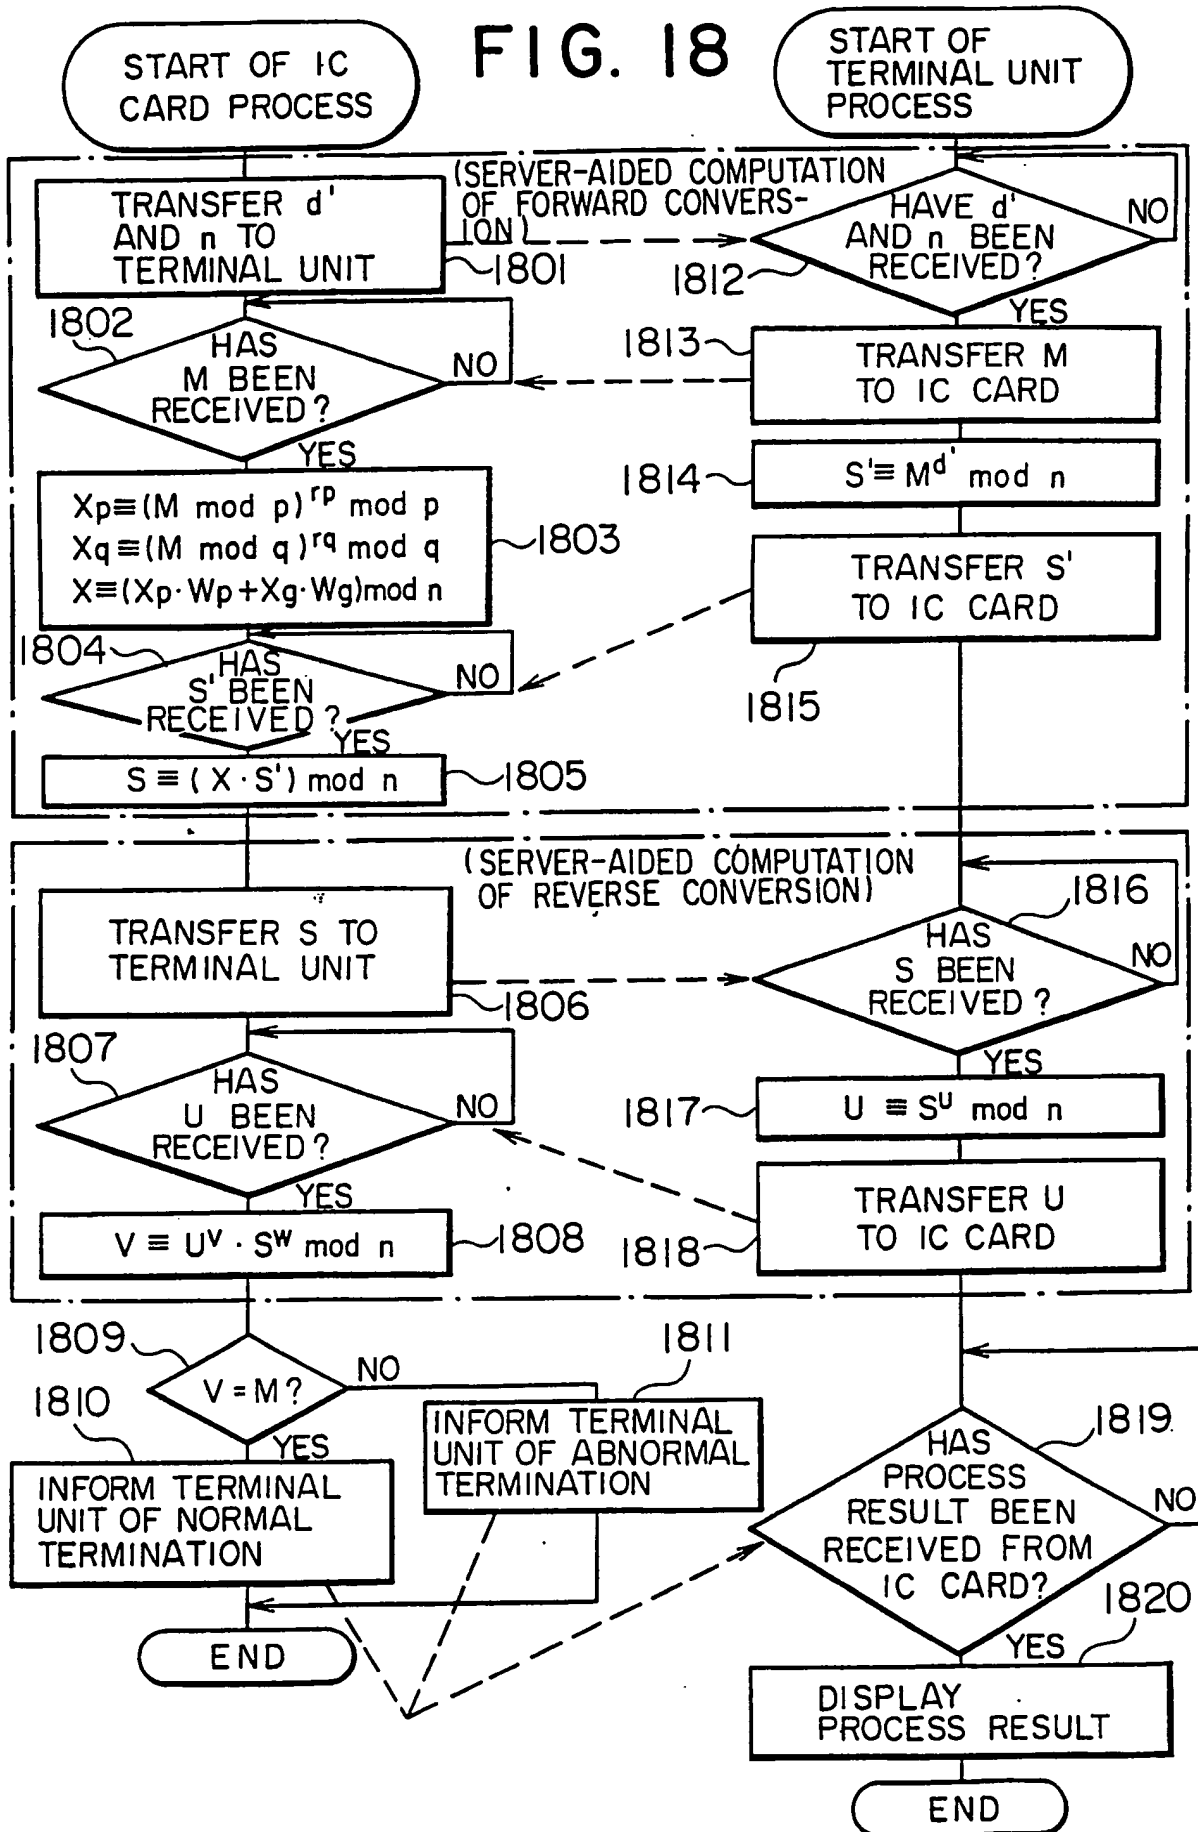 FIG. 18
START OF IC
CARD PROCESS
START OF
TERMINAL UNIT
PROCESS
(SERVER-AIDED COMPUTATION
OF FORWARD CONVERS-
ION)
TRANSFER d'
AND n TO
TERMINAL UNIT
1801
HAVE d'
AND n BEEN
RECEIVED?
NO
1812
YES
1802
HAS
M BEEN
RECEIVED?
NO
YES
1813
TRANSFER M
TO IC CARD
1814
S'≡ M^d' mod n
Xp≡(M mod p)^rp mod p
Xq≡(M mod q)^rq mod q
X≡(Xp·Wp+Xg·Wg)mod n
1803
TRANSFER S'
TO IC CARD
1815
1804
HAS
S' BEEN
RECEIVED?
NO
YES
S ≡ (X · S') mod n
1805
(SERVER-AIDED COMPUTATION
OF REVERSE CONVERSION)
TRANSFER S TO
TERMINAL UNIT
1806
1816
HAS
S BEEN
RECEIVED?
NO
YES
1807
HAS
U BEEN
RECEIVED?
NO
YES
1817
U ≡ S^U mod n
1818
TRANSFER U
TO IC CARD
V ≡ U^V · S^W mod n
1808
1809
V = M?
NO
YES
1810
INFORM TERMINAL
UNIT OF NORMAL
TERMINATION
1811
INFORM TERMINAL
UNIT OF ABNORMAL
TERMINATION
END
1819
HAS
PROCESS
RESULT BEEN
RECEIVED FROM
IC CARD?
NO
YES
1820
DISPLAY
PROCESS RESULT
END